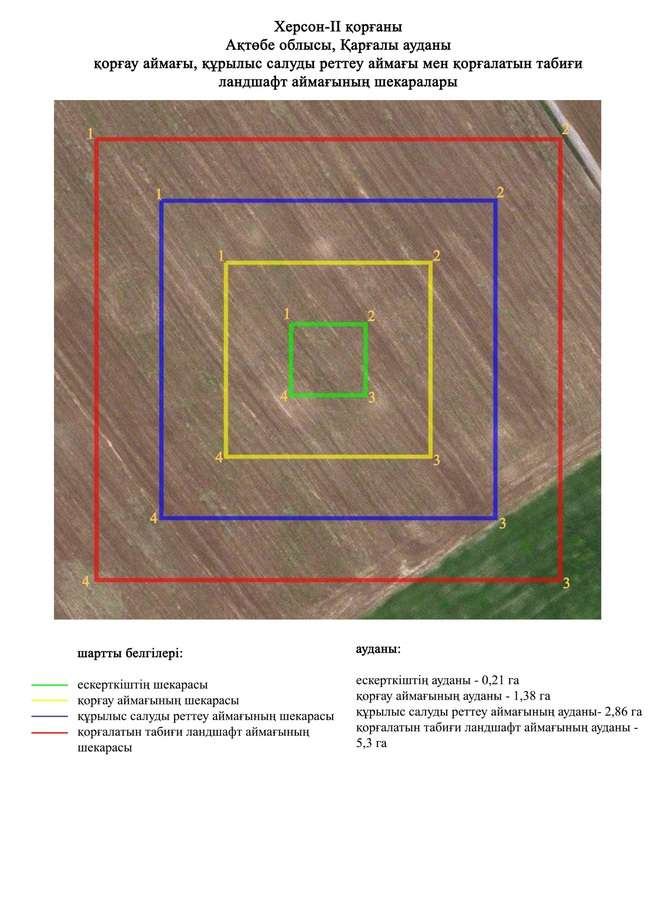 Херсон-II қорғаны
Ақтөбе облысы, Қарғалы ауданы
қорғау аймағы, құрылыс салуды реттеу аймағы мен қорғалатын табиғи
ландшафт аймағының шекаралары
1
2
1
2
1
2
1
2
4
3
4
3
4
3
4
3
шартты белгілері:
ескерткіштің шекарасы
қорғау аймағының шекарасы
құрылыс салуды реттеу аймағының шекарасы
қорғалатын табиғи ландшафт аймағының
шекарасы
ауданы:
ескерткіштің ауданы - 0,21 га
қорғау аймағының ауданы - 1,38 га
құрылыс салуды реттеу аймағының ауданы- 2,86 га
қорғалатын табиғи ландшафт аймағының ауданы -
5,3 га